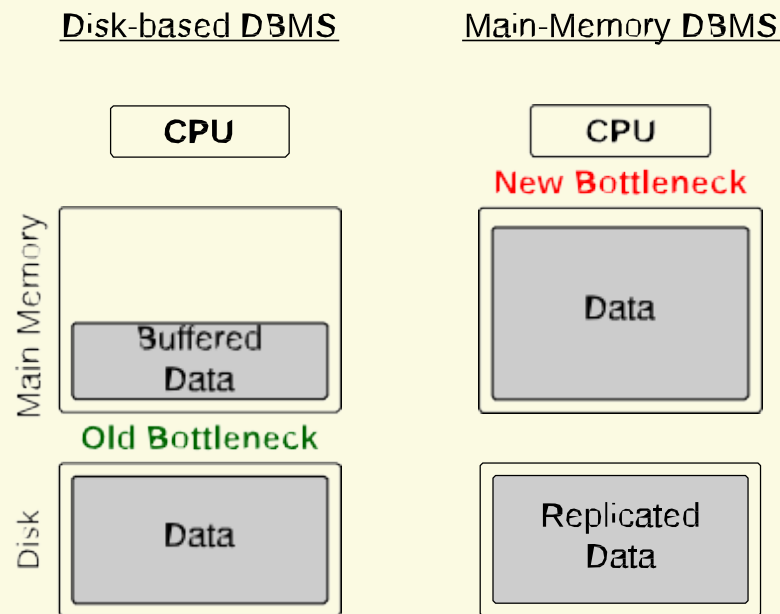 Disk-based DBMS
Main-Memory DBMS
CPU
CPU
New Bottleneck
Main Memory
Buffered
Data
Data
Old Bottleneck
Disk
Data
Replicated
Data